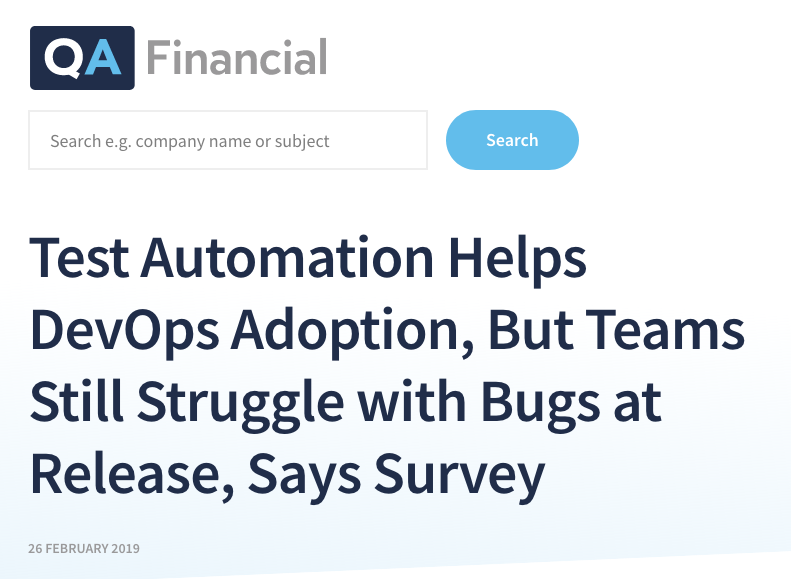 QA Financial
Search e.g. company name or subject
Search
Test Automation Helps
DevOps Adoption, But Teams
Still Struggle with Bugs at
Release, Says Survey
26 FEBRUARY 2019